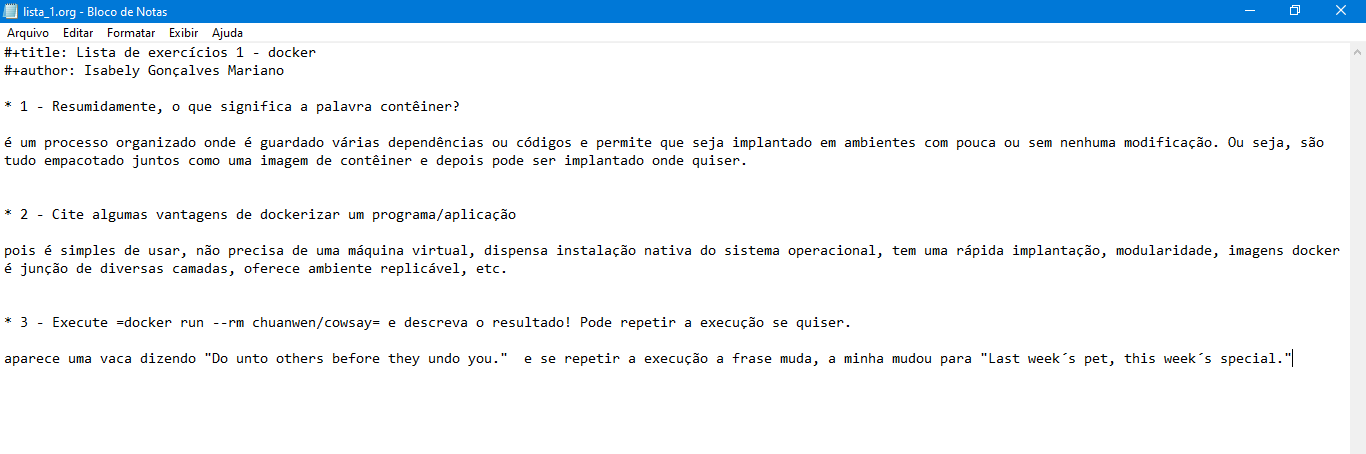 lista_1.org - Bloco de Notas
Arquivo Editar Formatar Exibir Ajuda
#+title: Lista de exercícios 1 - docker
#+author: Isabely Gonçalves Mariano
* 1 - Resumidamente, o que significa a palavra contêiner?
é um processo organizado onde é guardado várias dependências ou códigos e permite que seja implantado em ambientes com pouca ou sem nenhuma modificação. Ou seja, são
tudo empacotado juntos como uma imagem de contêiner e depois pode ser implantado onde quiser.
* 2 - Cite algumas vantagens de dockerizar um programa/aplicação
pois é simples de usar, não precisa de uma máquina virtual, dispensa instalação nativa do sistema operacional, tem uma rápida implantação, modularidade, imagens docker
é junção de diversas camadas, oferece ambiente replicável, etc.
* 3 - Execute =docker run --rm chuanwen/cowsay= e descreva o resultado! Pode repetir a execução se quiser.
aparece uma vaca dizendo "Do unto others before they undo you."  e se repetir a execução a frase muda, a minha mudou para "Last week´s pet, this week´s special."